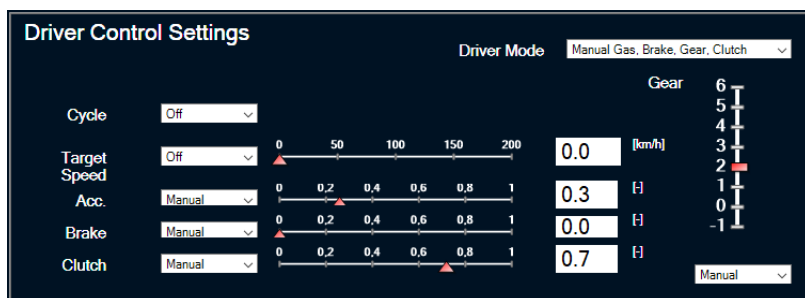 Driver Control Settings
Driver Mode Manual Gas, Brake, Gear, Clutch
Gear 6
5
4
3
2
1
0
-1
Manual
Cycle Off
Target Speed Off 0 50 100 150 200 0.0 [km/h]
Acc. Manual 0 0,2 0,4 0,6 0,8 1 0.3 [-]
Brake Manual 0 0,2 0,4 0,6 0,8 1 0.0 [-]
Clutch Manual 0 0,2 0,4 0,6 0,8 1 0.7 [-]